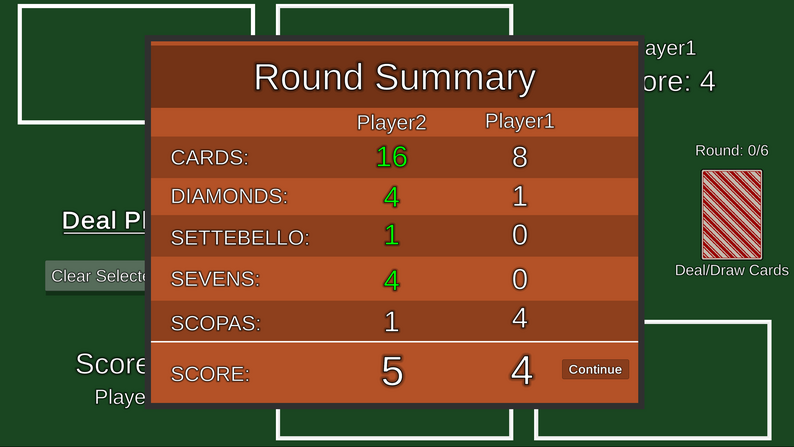 Round Summary
Player2 Player1
CARDS: 16 8
DIAMONDS: 4 1
SETTEBELLO: 1 0
SEVENS: 4 0
SCOPAS: 1 4
SCORE: 5 4
Continue
ayer1
ore: 4
Round: 0/6
Deal/Draw Cards
Deal Pl
Clear Selecte
Score
Playe